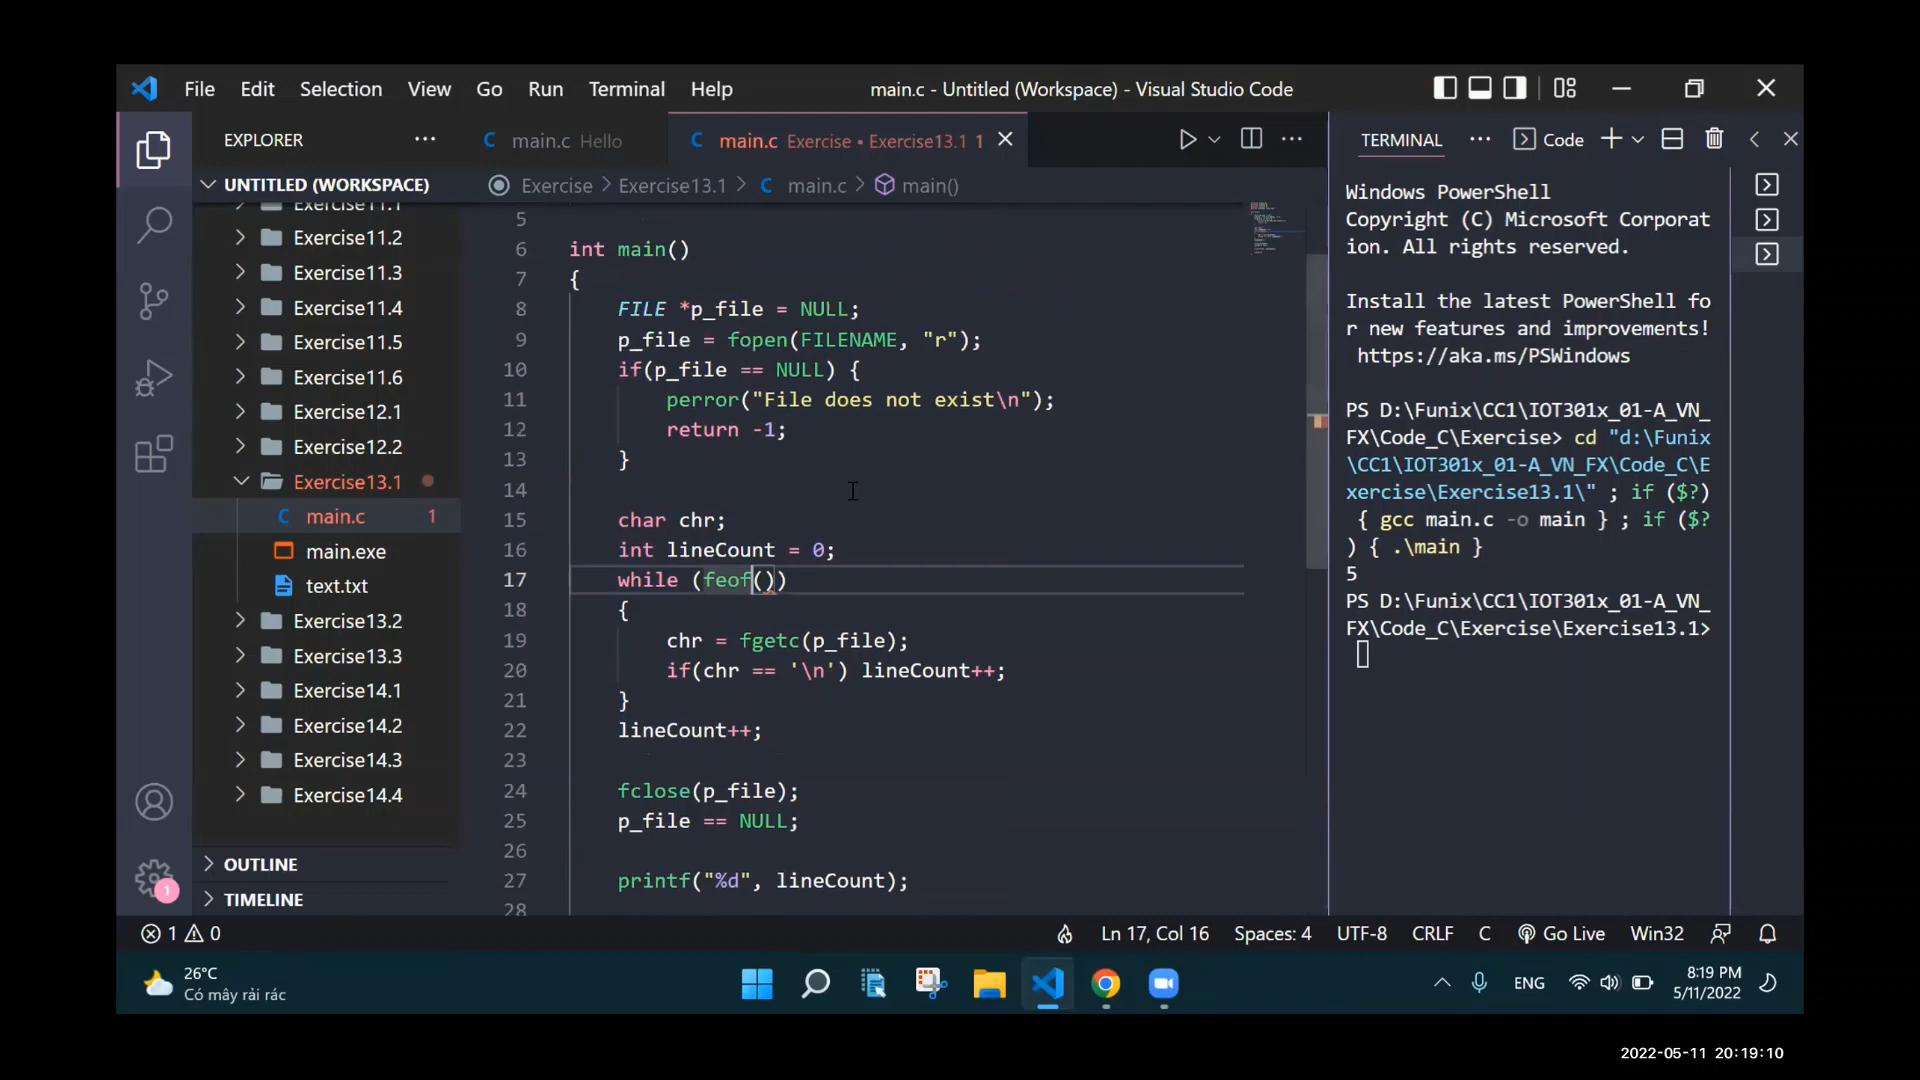 File Edit Selection View Go Run Terminal Help
main.c - Untitled (Workspace) - Visual Studio Code
EXPLORER
UNTITLED (WORKSPACE)
Exercise11.1
Exercise11.2
Exercise11.3
Exercise11.4
Exercise11.5
Exercise11.6
Exercise12.1
Exercise12.2
Exercise13.1
main.c 1
main.exe
text.txt
Exercise13.2
Exercise13.3
Exercise14.1
Exercise14.2
Exercise14.3
Exercise14.4
OUTLINE
TIMELINE
main.c Hello
main.c Exercise • Exercise13.1 1
Exercise > Exercise13.1 > C main.c > main()
5
6 int main()
7 {
8 FILE *p_file = NULL;
9 p_file = fopen(FILENAME, "r");
10 if(p_file == NULL) {
11 perror("File does not exist\n");
12 return -1;
13 }
14
15 char chr;
16 int lineCount = 0;
17 while (feof())
18 {
19 chr = fgetc(p_file);
20 if(chr == '\n') lineCount++;
21 }
22 lineCount++;
23
24 fclose(p_file);
25 p_file == NULL;
26
27 printf("%d", lineCount);
28
TERMINAL
Code
Windows PowerShell
Copyright (C) Microsoft Corporat
ion. All rights reserved.
Install the latest PowerShell fo
r new features and improvements!
https://aka.ms/PSWindows
PS D:\Funix\CC1\IOT301x_01-A_VN_
FX\Code_C\Exercise> cd "d:\Funix
\CC1\IOT301x_01-A_VN_FX\Code_C\E
xercise\Exercise13.1\" ; if ($?)
{ gcc main.c -o main } ; if ($?
) { .\main }
5
PS D:\Funix\CC1\IOT301x_01-A_VN_
FX\Code_C\Exercise\Exercise13.1>
1
1 0
Ln 17, Col 16 Spaces: 4 UTF-8 CRLF C Go Live Win32
26°C
Có mây rải rác
ENG
8:19 PM
5/11/2022
2022-05-11 20:19:10